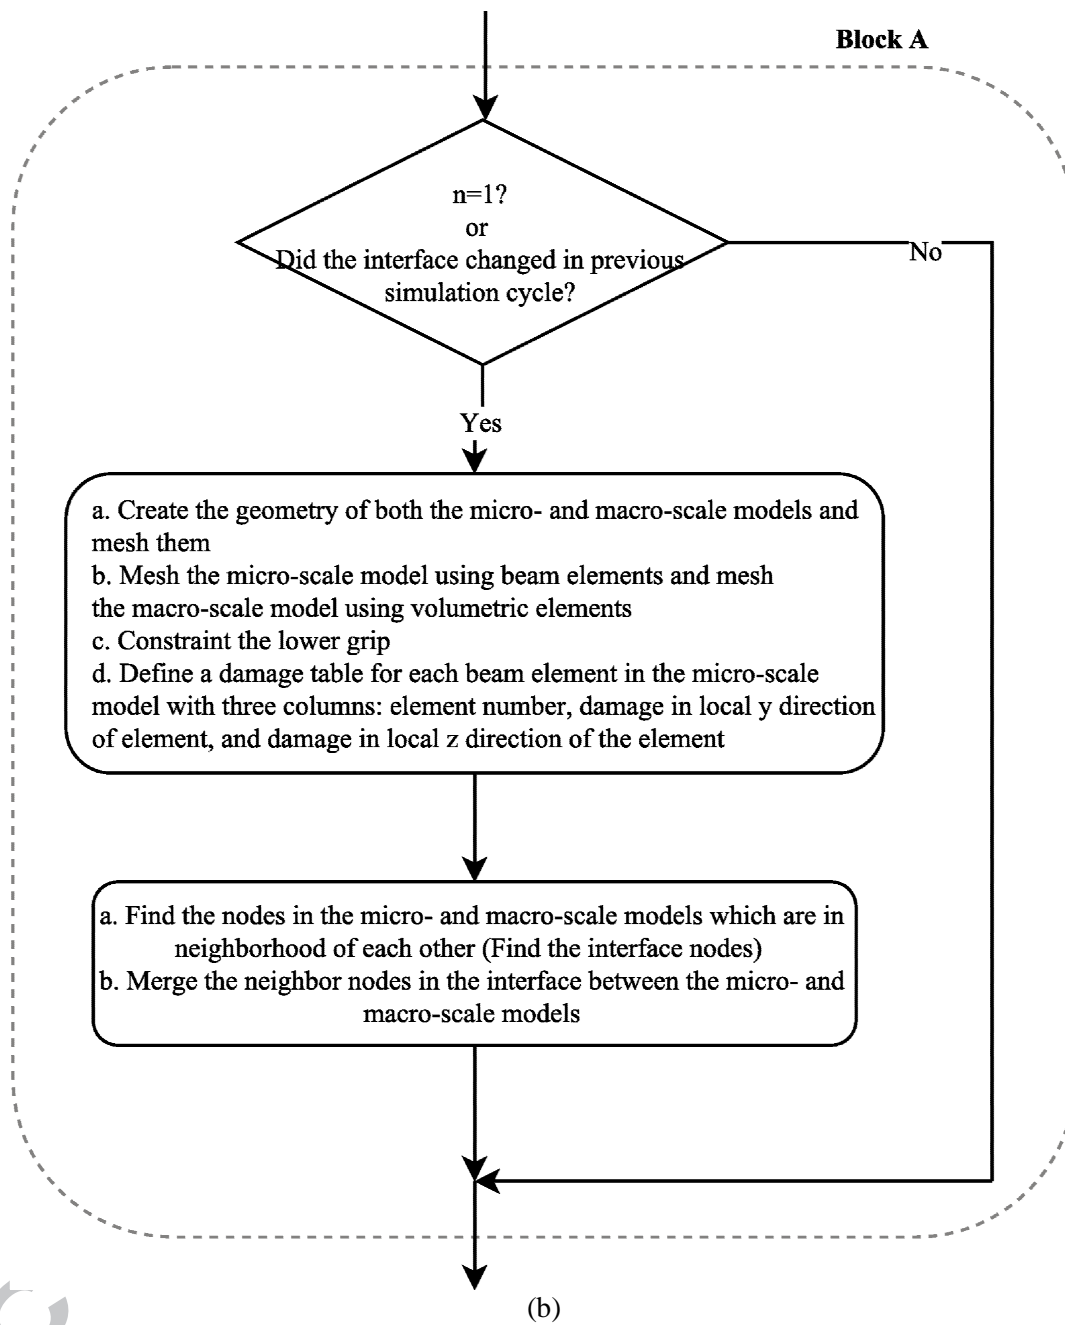 Block A
n=1?
or
Did the interface changed in previous
simulation cycle?
No
Yes
a. Create the geometry of both the micro- and macro-scale models and
mesh them
b. Mesh the micro-scale model using beam elements and mesh
the macro-scale model using volumetric elements
c. Constraint the lower grip
d. Define a damage table for each beam element in the micro-scale
model with three columns: element number, damage in local y direction
of element, and damage in local z direction of the element
a. Find the nodes in the micro- and macro-scale models which are in
neighborhood of each other (Find the interface nodes)
b. Merge the neighbor nodes in the interface between the micro- and
macro-scale models
(b)